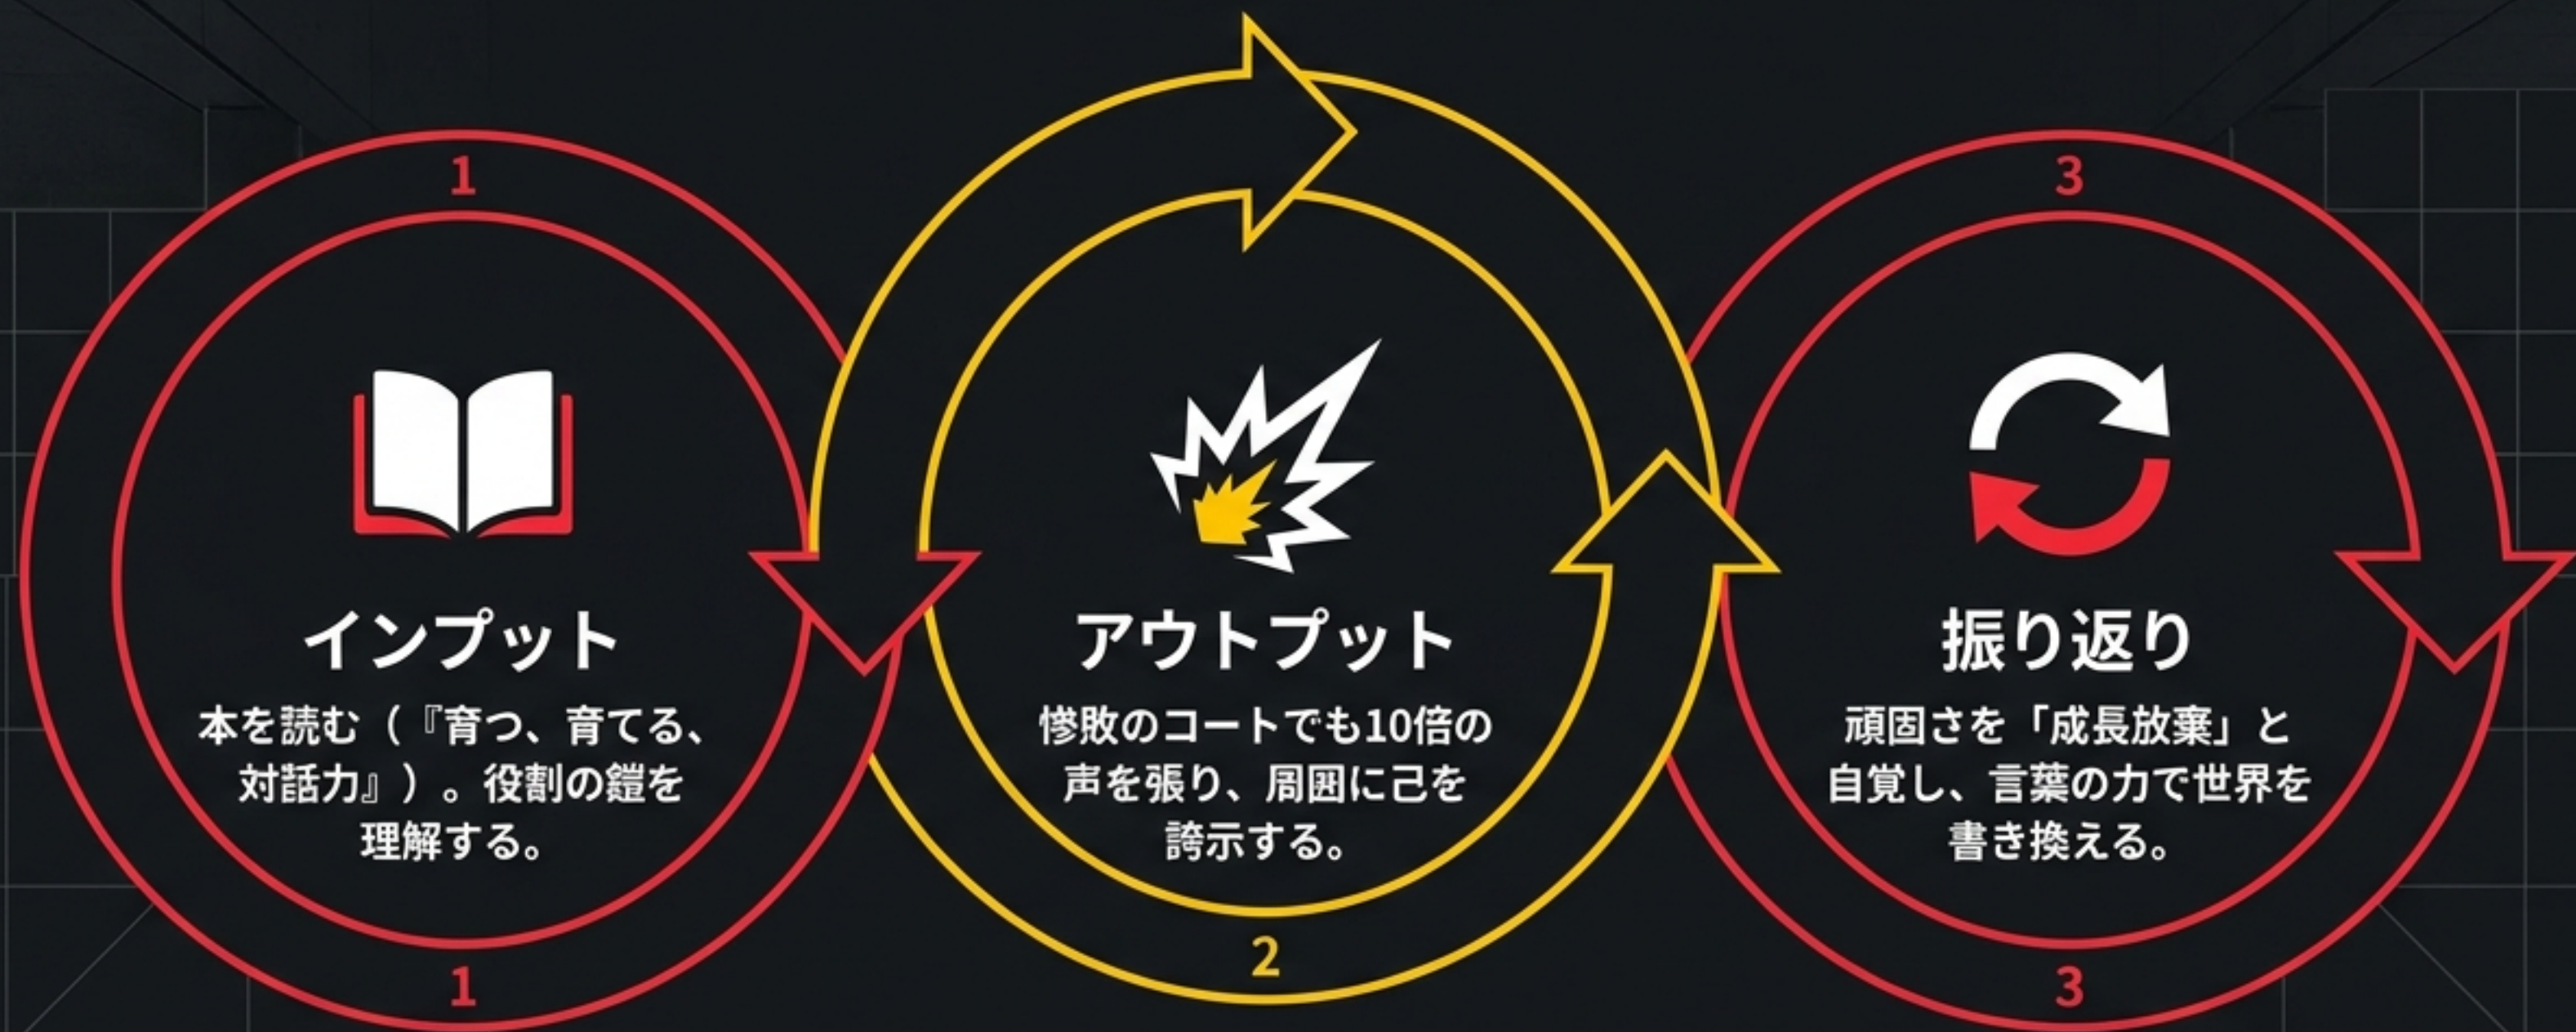 1
インプット
本を読む（『育つ、育てる、
対話力』）。役割の鎧を
理解する。
1
アウトプット
惨敗のコートでも10倍の
声を張り、周囲に己を
誇示する。
2
3
振り返り
頑固さを「成長放棄」と
自覚し、言葉の力で世界を
書き換える。
3